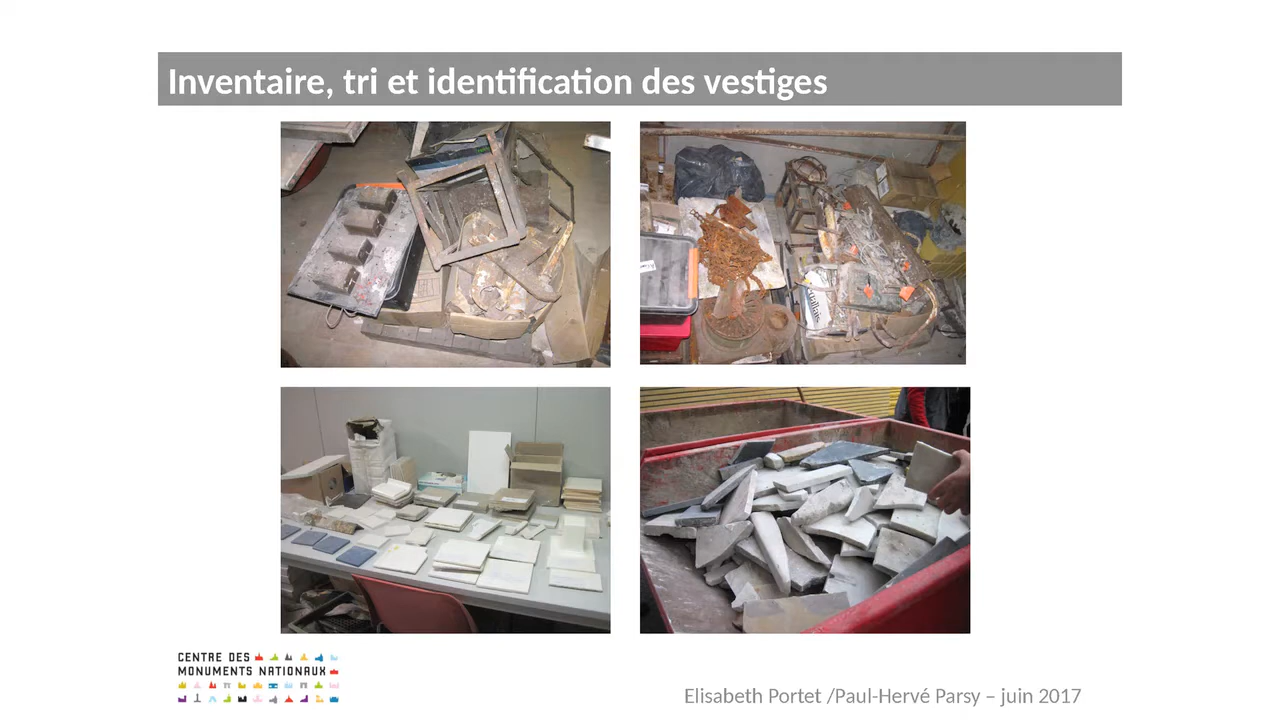 Inventaire, tri et identification des vestiges
CENTRE DES
MONUMENTS NATIONAUX
Elisabeth Portet /Paul-Hervé Parsy – juin 2017